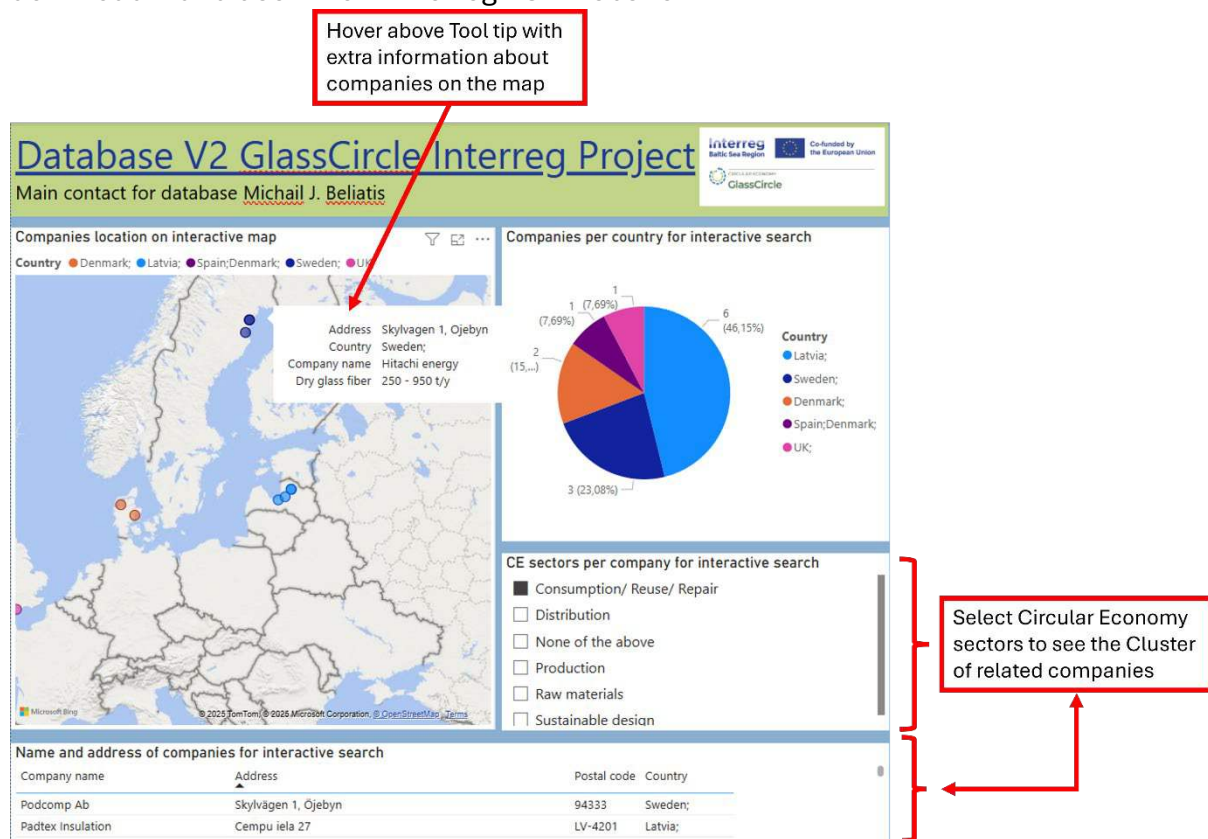 Hover above Tool tip with
extra information about
companies on the map
Database V2 GlassCircle Interreg Project
Main contact for database Michail J. Beliatis
Interreg
Baltic Sea Region
Co-funded by
the European Union
CIRCULAR ECONOMY
GlassCircle
Companies location on interactive map
Country Denmark; Latvia; Spain;Denmark; Sweden; UK
Address Skylvagen 1, Ojebyn
Country Sweden;
Company name Hitachi energy
Dry glass fiber 250 - 950 t/y
Microsoft Bing
© 2025 TomTom, © 2025 Microsoft Corporation, © OpenStreetMap Terms
Companies per country for interactive search
1
(7,69%)
1
(7,69%)
2
(15,...)
6
(46,15%)
3 (23,08%)
Country
Latvia;
Sweden;
Denmark;
Spain;Denmark;
UK;
CE sectors per company for interactive search
Consumption/ Reuse/ Repair
Distribution
None of the above
Production
Raw materials
Sustainable design
Select Circular Economy
sectors to see the Cluster
of related companies
Name and address of companies for interactive search
Company name Address Postal code Country
Podcomp Ab Skylvägen 1, Öjebyn 94333 Sweden;
Padtex Insulation Cempu iela 27 LV-4201 Latvia;